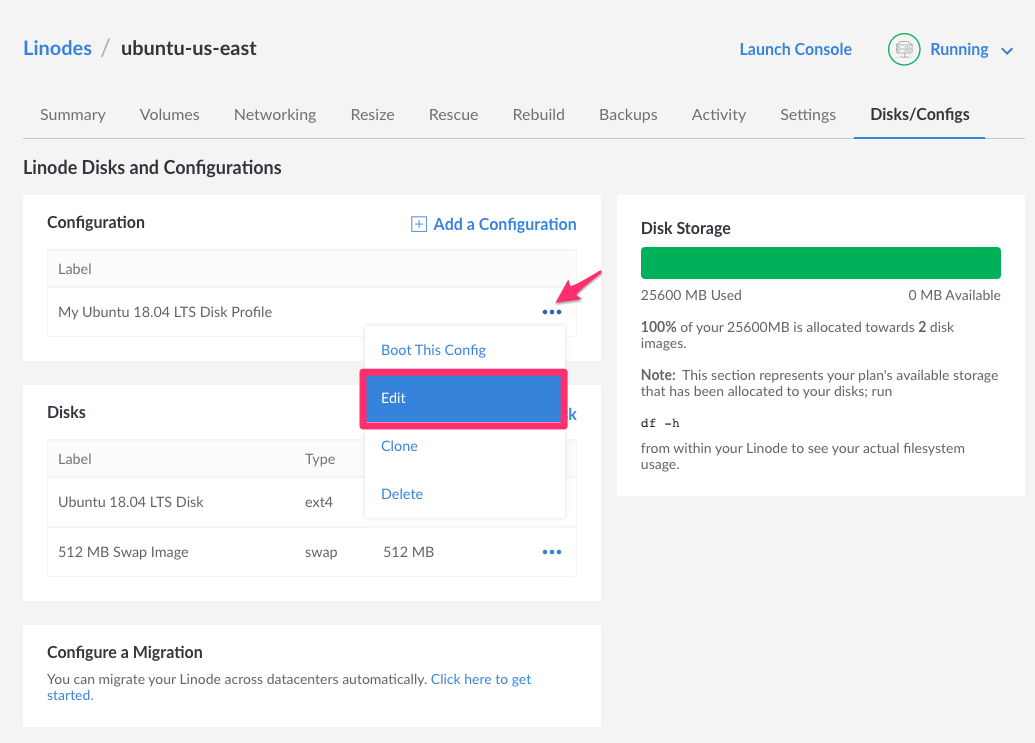 Linodes / ubuntu-us-east
Launch Console
Running
Summary Volumes Networking Resize Rescue Rebuild Backups Activity Settings Disks/Configs
Linode Disks and Configurations
Configuration
Add a Configuration
Label
My Ubuntu 18.04 LTS Disk Profile
Boot This Config
Edit
Clone
Delete
Disks
k
Label Type
Ubuntu 18.04 LTS Disk ext4
512 MB Swap Image swap 512 MB
Configure a Migration
You can migrate your Linode across datacenters automatically. Click here to get
started.
Disk Storage
25600 MB Used 0 MB Available
100% of your 25600MB is allocated towards 2 disk
images.
Note: This section represents your plan's available storage
that has been allocated to your disks; run
df -h
from within your Linode to see your actual filesystem
usage.